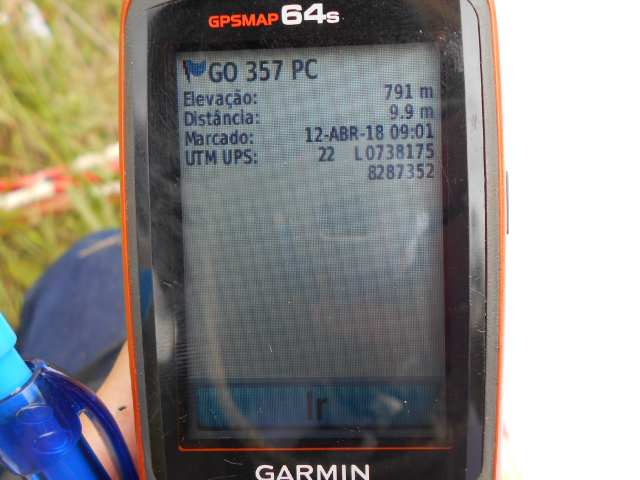 GPSMAP 64s
GO 357 PC
Elevação: 791 m
Distância: 9.9 m
Marcado: 12-ABR-18 09:01
UTM UPS: 22 L0738175
8287352
Ir
GARMIN